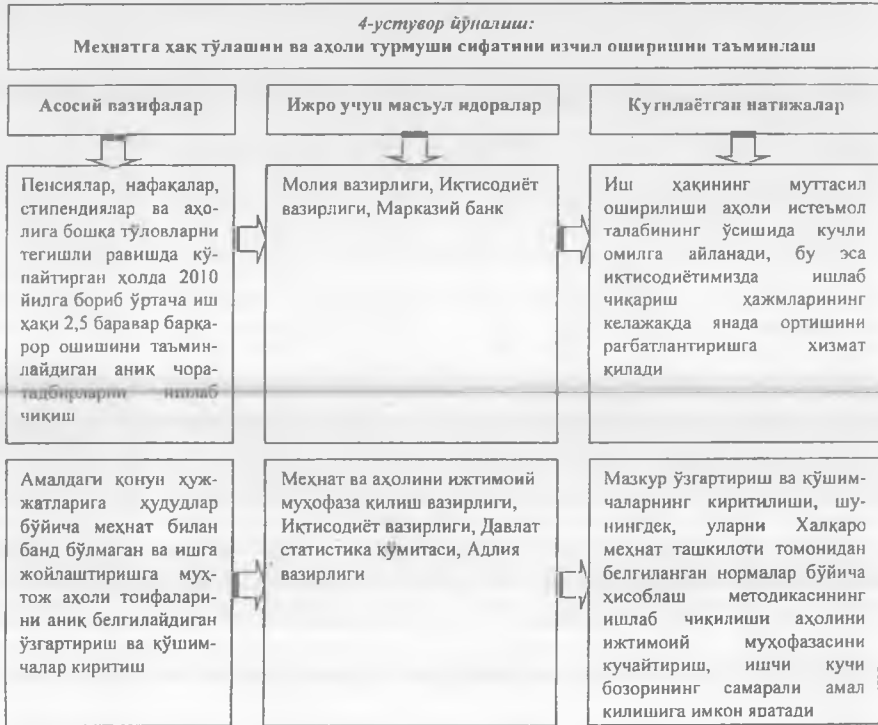 4-устувор йўналиш:
Меҳнатга ҳақ тўлашни ва аҳоли турмуши сифатини изчил оширишни таъминлаш
Асосий вазифалар
Ижро учун масъул идоралар
Кутилаётган натижалар
Пенсиялар, нафақалар,
стипендиялар ва аҳо-
лига бошқа тўловларни
тегишли равишда кў-
пайтирган ҳолда 2010
йилга бориб ўртача иш
ҳақи 2,5 баравар барқа-
рор ошишини таъмин-
лайдиган аниқ чора-
тадбирларни ишлаб
чиқиш
Молия вазирлиги, Иқтисодиёт
вазирлиги, Марказий банк
Иш ҳақининг муттасил
оширилиши аҳоли истеъмол
талабининг ўсишида кучли
омилга айланади, бу эса
иқтисодиётимизда ишлаб
чиқариш ҳажмларининг
келажакда янада ортишини
рағбатлантиришга хизмат
қилади
Амалдаги қонун ҳуж-
жатларига ҳудудлар
бўйича меҳнат билан
банд бўлмаган ва ишга
жойлаштиришга муҳ-
тож аҳоли тоифалари-
ни аниқ белгилайдиган
ўзгартириш ва қўшим-
чалар киритиш
Меҳнат ва аҳолини ижтимоий
муҳофаза қилиш вазирлиги,
Иқтисодиёт вазирлиги, Давлат
статистика қўмитаси, Адлия
вазирлиги
Мазкур ўзгартириш ва қўшим-
чаларнинг киритилиши, шу-
нингдек, уларни Халқаро
меҳнат ташкилоти томонидан
белгиланган нормалар бўйича
ҳисоблаш методикасининг
ишлаб чиқилиши аҳолини
ижтимоий муҳофазасини
кучайтириш, ишчи кучи
бозорининг самарали амал
қилишига имкон яратади